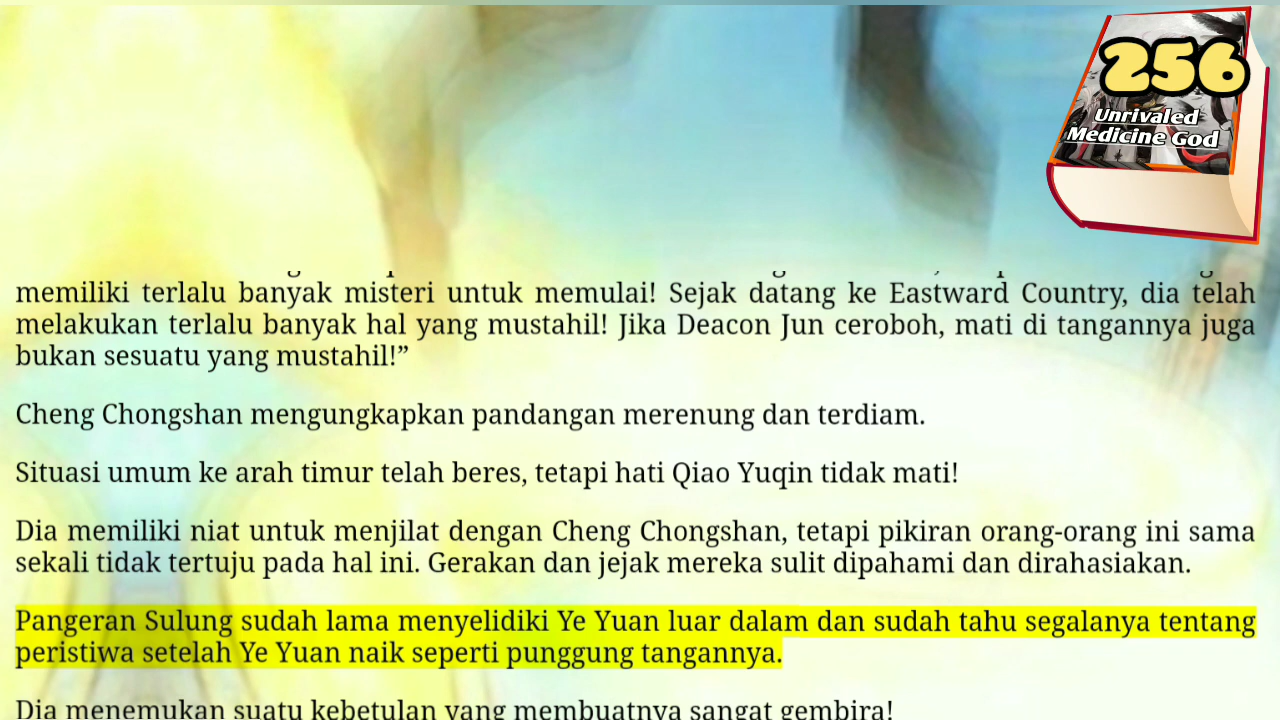 256
Unrivaled
Medicine God
memiliki terlalu banyak misteri untuk memulai! Sejak datang ke Eastward Country, dia telah
melakukan terlalu banyak hal yang mustahil! Jika Deacon Jun ceroboh, mati di tangannya juga
bukan sesuatu yang mustahil!”
Cheng Chongshan mengungkapkan pandangan merenung dan terdiam.
Situasi umum ke arah timur telah beres, tetapi hati Qiao Yuqin tidak mati!
Dia memiliki niat untuk menjilat dengan Cheng Chongshan, tetapi pikiran orang-orang ini sama
sekali tidak tertuju pada hal ini. Gerakan dan jejak mereka sulit dipahami dan dirahasiakan.
Pangeran Sulung sudah lama menyelidiki Ye Yuan luar dalam dan sudah tahu segalanya tentang
peristiwa setelah Ye Yuan naik seperti punggung tangannya.
Dia menemukan suatu kebetulan yang membuatnya sangat gembira!